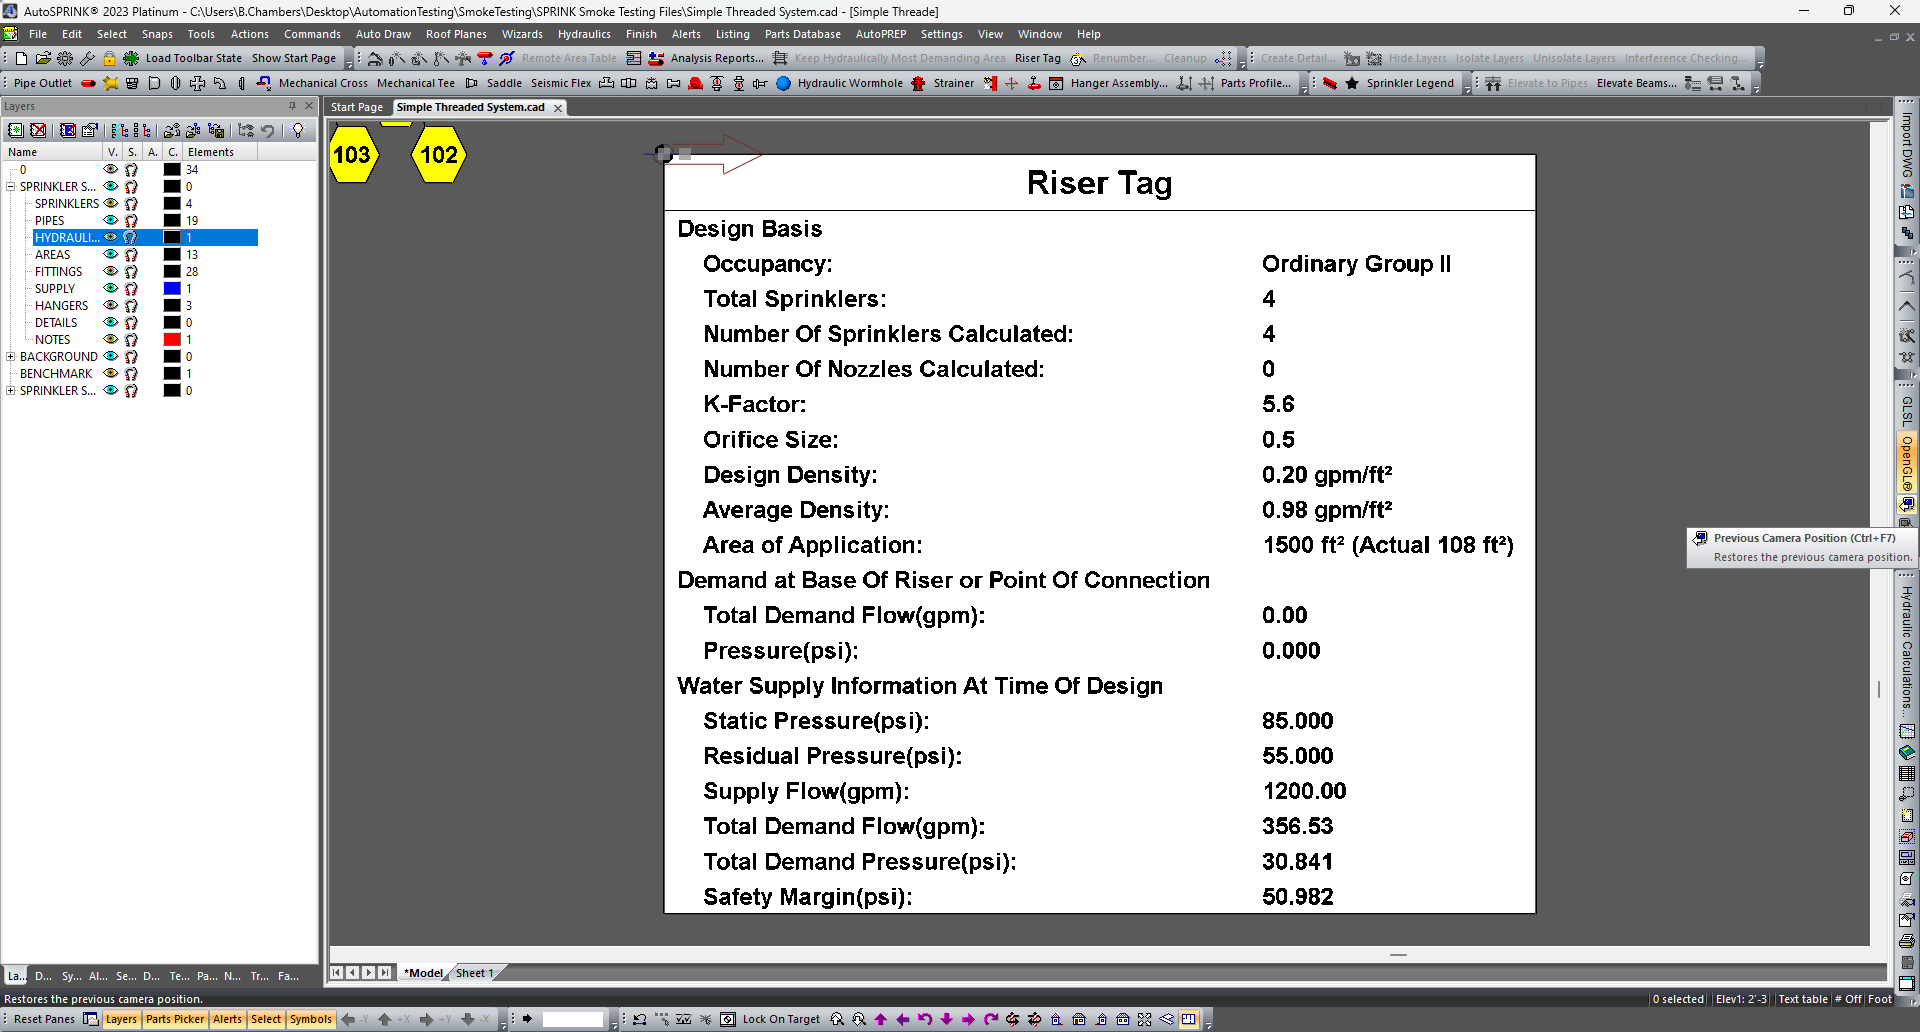 AutoSPRINK® 2023 Platinum - C:\Users\B.Chambers\Desktop\AutomationTesting\SmokeTesting\SPRINK Smoke Testing Files\Simple Threaded System.cad - [Simple Threade]
File Edit Select Snaps Tools Actions Commands Auto Draw Roof Planes Wizards Hydraulics Finish Alerts Listing Parts Database AutoPREP Settings View Window Help
Load Toolbar State Show Start Page Remote Area Table Analysis Reports... Keep Hydraulically Most Demanding Area Riser Tag Renumber... Cleanup Create Detail... Hide Layers Isolate Layers Unisolate Layers Interference Checking...
Pipe Outlet Mechanical Cross Mechanical Tee Saddle Seismic Flex Hydraulic Wormhole Strainer Hanger Assembly... Parts Profile... Sprinkler Legend Elevate to Pipes Elevate Beams...
Layers
Start Page Simple Threaded System.cad
Name V. S. A. C. Elements
0 34
SPRINKLER S... 0
SPRINKLERS 4
PIPES 19
HYDRAULI... 1
AREAS 13
FITTINGS 28
SUPPLY 1
HANGERS 3
DETAILS 0
NOTES 1
BACKGROUND 0
BENCHMARK 1
SPRINKLER S... 0
103 102
Riser Tag
Design Basis
Occupancy: Ordinary Group II
Total Sprinklers: 4
Number Of Sprinklers Calculated: 4
Number Of Nozzles Calculated: 0
K-Factor: 5.6
Orifice Size: 0.5
Design Density: 0.20 gpm/ft²
Average Density: 0.98 gpm/ft²
Area of Application: 1500 ft² (Actual 108 ft²)
Demand at Base Of Riser or Point Of Connection
Total Demand Flow(gpm): 0.00
Pressure(psi): 0.000
Water Supply Information At Time Of Design
Static Pressure(psi): 85.000
Residual Pressure(psi): 55.000
Supply Flow(gpm): 1200.00
Total Demand Flow(gpm): 356.53
Total Demand Pressure(psi): 30.841
Safety Margin(psi): 50.982
Import DWG
GLSL
OpenGL®
Previous Camera Position (Ctrl+F7)
Restores the previous camera position.
Hydraulic Calculations...
La... D... Sy... Al... Se... D... Te... Pa... N... Tr... Fa...
*Model Sheet 1
Restores the previous camera position.
0 selected Elev1: 2'-3 Text table # Off Foot
Reset Panes Layers Parts Picker Alerts Select Symbols -Y +X +Y -X Lock On Target